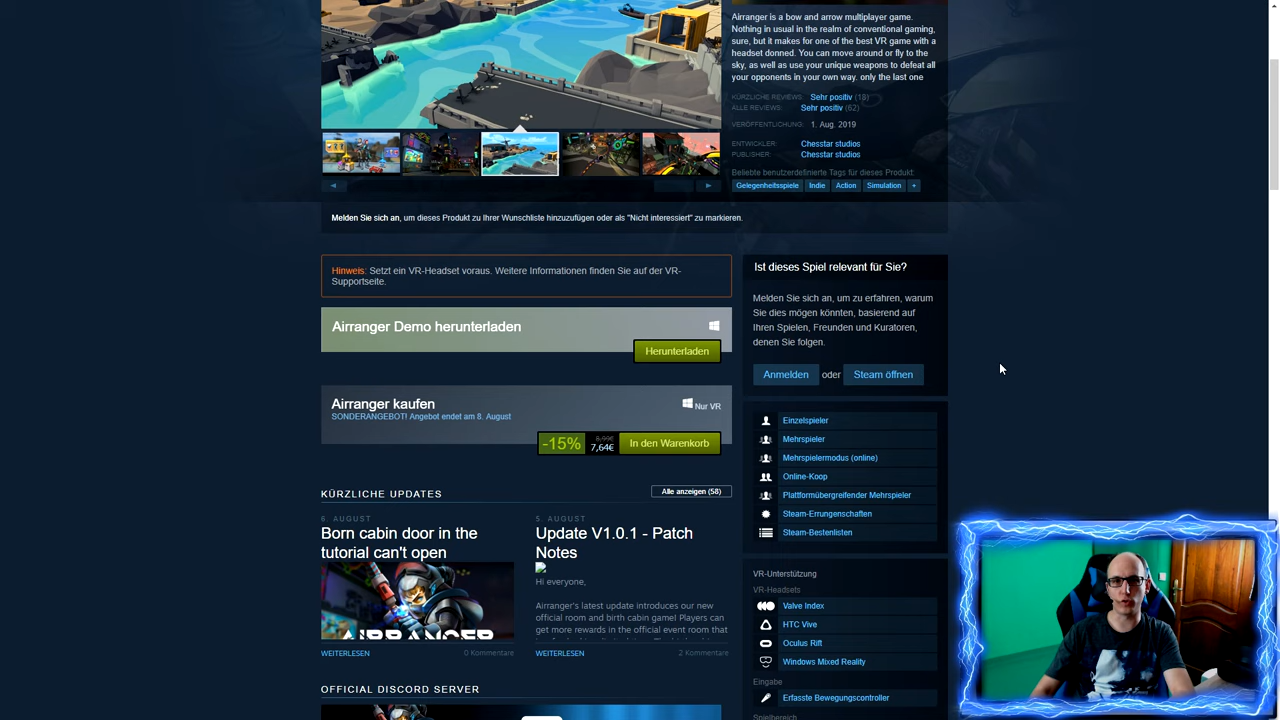 Airranger is a bow and arrow multiplayer game.
Nothing in usual in the realm of conventional gaming,
sure, but it makes for one of the best VR game with a
headset donned. You can move around or fly to the
sky, as well as use your unique weapons to defeat all
your opponents in your own way. only the last one
KÜRZLICHE REVIEWS: Sehr positiv (18)
ALLE REVIEWS: Sehr positiv (62)
VERÖFFENTLICHUNG: 1. Aug. 2019
ENTWICKLER: Chesstar studios
PUBLISHER: Chesstar studios
Beliebte benutzerdefinierte Tags für dieses Produkt:
Gelegenheitsspiele Indie Action Simulation +
Melden Sie sich an, um dieses Produkt zu Ihrer Wunschliste hinzuzufügen oder als "Nicht interessiert" zu markieren.
Hinweis: Setzt ein VR-Headset voraus. Weitere Informationen finden Sie auf der VR-
Supportseite.
Airranger Demo herunterladen
Herunterladen
Airranger kaufen
Nur VR
SONDERANGEBOT! Angebot endet am 8. August
-15% 8,99€ 7,64€ In den Warenkorb
KÜRZLICHE UPDATES
Alle anzeigen (58)
6. AUGUST
Born cabin door in the
tutorial can't open
AIRRANGER
WEITERLESEN 0 Kommentare
5. AUGUST
Update V1.0.1 - Patch
Notes
Hi everyone,
Airranger's latest update introduces our new
official room and birth cabin game! Players can
get more rewards in the official event room that
WEITERLESEN 2 Kommentare
OFFICIAL DISCORD SERVER
Ist dieses Spiel relevant für Sie?
Melden Sie sich an, um zu erfahren, warum
Sie dies mögen könnten, basierend auf
Ihren Spielen, Freunden und Kuratoren,
denen Sie folgen.
Anmelden oder Steam öffnen
Einzelspieler
Mehrspieler
Mehrspielermodus (online)
Online-Koop
Plattformübergreifender Mehrspieler
Steam-Errungenschaften
Steam-Bestenlisten
VR-Unterstützung
VR-Headsets
Valve Index
HTC Vive
Oculus Rift
Windows Mixed Reality
Eingabe
Erfasste Bewegungscontroller
Spielbereich